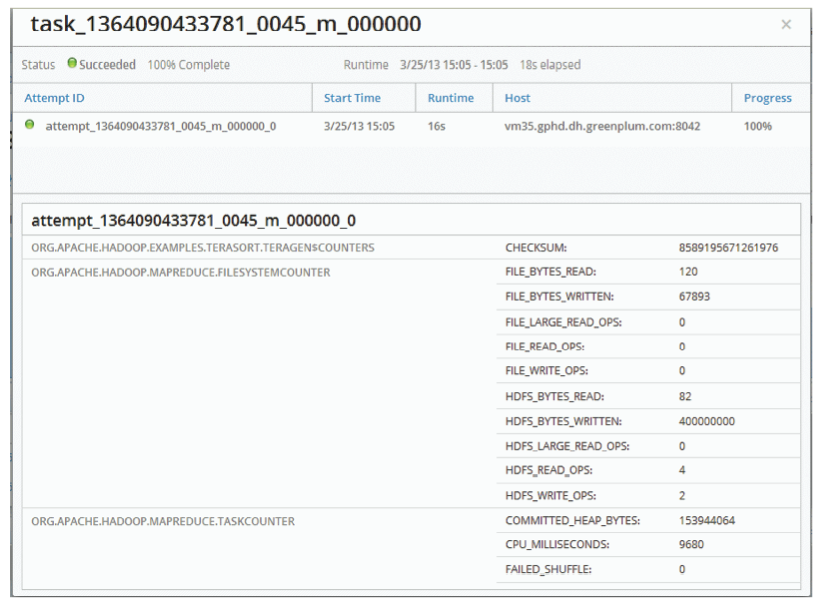 task_1364090433781_0045_m_000000 ×
Status Succeeded 100% Complete Runtime 3/25/13 15:05 - 15:05 18s elapsed
Attempt ID Start Time Runtime Host Progress
attempt_1364090433781_0045_m_000000_0 3/25/13 15:05 16s vm35.gphd.dh.greenplum.com:8042 100%
attempt_1364090433781_0045_m_000000_0
ORG.APACHE.HADOOP.EXAMPLES.TERASORT.TERAGEN$COUNTERS CHECKSUM: 8589195671261976
ORG.APACHE.HADOOP.MAPREDUCE.FILESYSTEMCOUNTER FILE_BYTES_READ: 120
FILE_BYTES_WRITTEN: 67893
FILE_LARGE_READ_OPS: 0
FILE_READ_OPS: 0
FILE_WRITE_OPS: 0
HDFS_BYTES_READ: 82
HDFS_BYTES_WRITTEN: 400000000
HDFS_LARGE_READ_OPS: 0
HDFS_READ_OPS: 4
HDFS_WRITE_OPS: 2
ORG.APACHE.HADOOP.MAPREDUCE.TASKCOUNTER COMMITTED_HEAP_BYTES: 153944064
CPU_MILLISECONDS: 9680
FAILED_SHUFFLE: 0